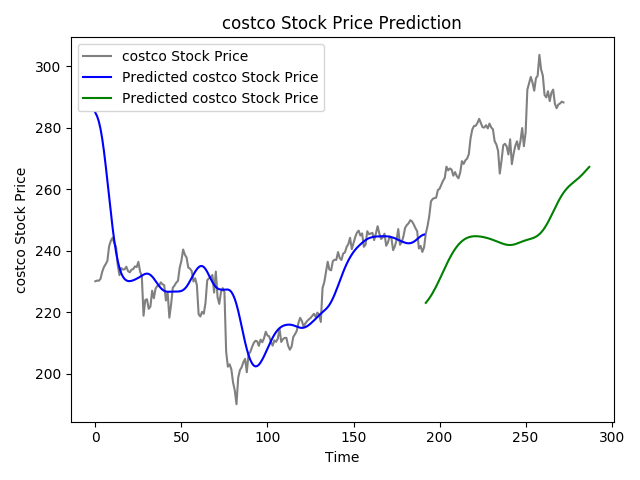 costco Stock Price Prediction
costco Stock Price
Predicted costco Stock Price
Predicted costco Stock Price
costco Stock Price
300
280
260
240
220
200
0 50 100 150 200 250 300
Time